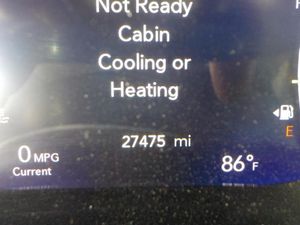 Not Ready
Cabin
Cooling or
Heating
27475 mi
E
0 MPG
Current
86°F